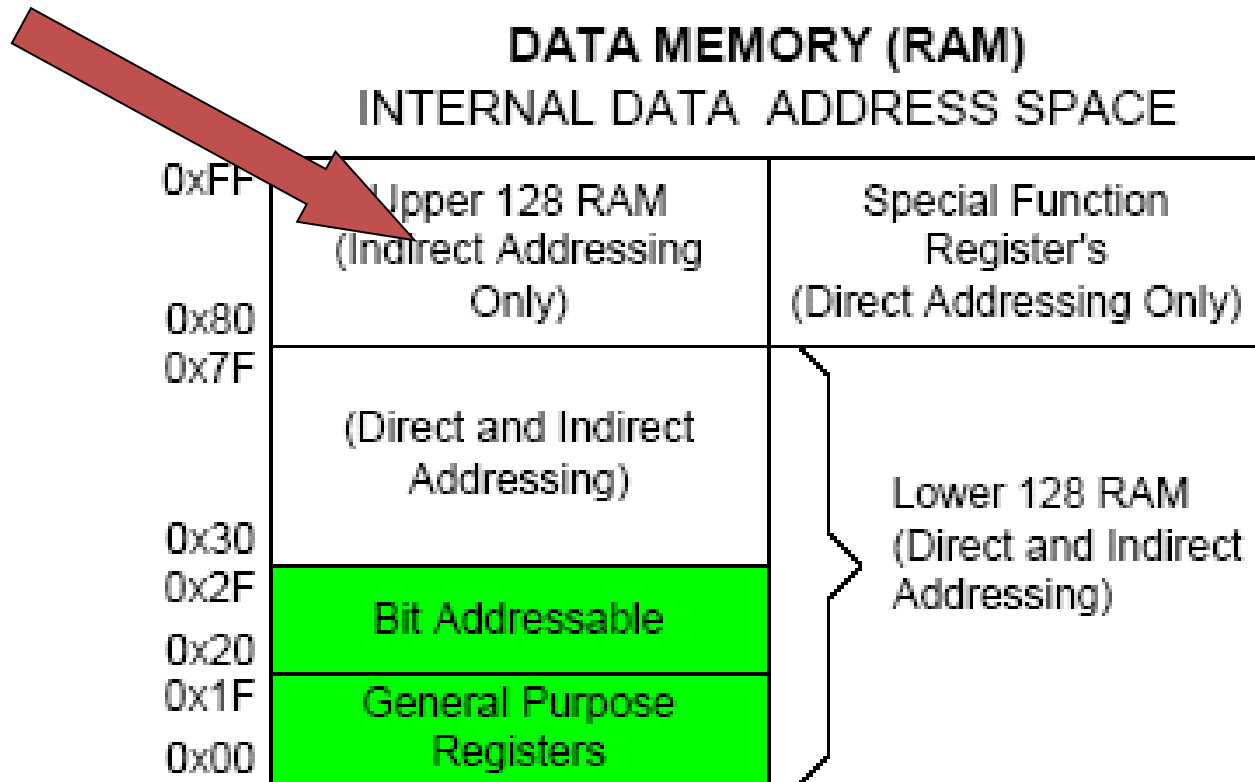 DATA MEMORY (RAM)
INTERNAL DATA ADDRESS SPACE
0xFF
Upper 128 RAM
(Indirect Addressing
Only)
0x80
Special Function
Register's
(Direct Addressing Only)
0x7F
(Direct and Indirect
Addressing)
0x30
0x2F
Bit Addressable
0x20
0x1F
General Purpose
Registers
0x00
Lower 128 RAM
(Direct and Indirect
Addressing)